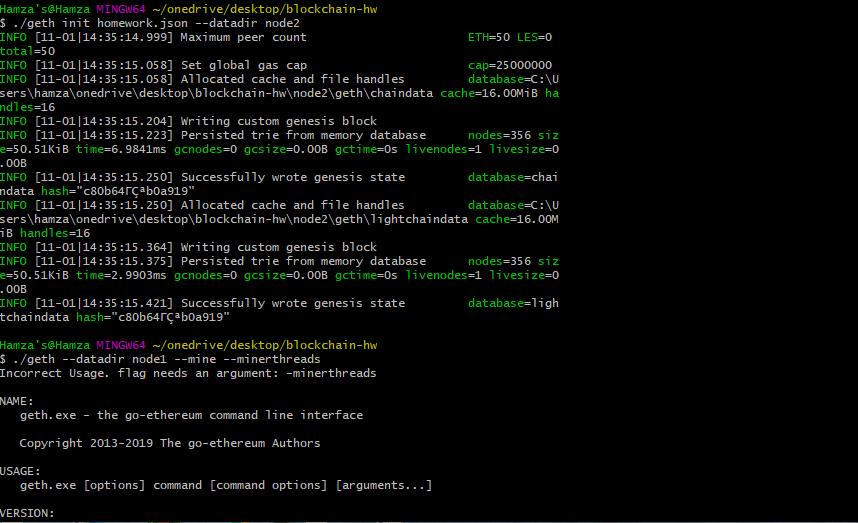 Hamza's@Hamza MINGW64 ~/onedrive/desktop/blockchain-hw
$ ./geth init homework.json --datadir node2
INFO [11-01|14:35:14.999] Maximum peer count                       ETH=50 LES=0
total=50
INFO [11-01|14:35:15.058] Set global gas cap                       cap=25000000
INFO [11-01|14:35:15.058] Allocated cache and file handles         database=C:\U
sers\hamza\onedrive\desktop\blockchain-hw\node2\geth\chaindata cache=16.00MiB ha
ndles=16
INFO [11-01|14:35:15.204] Writing custom genesis block
INFO [11-01|14:35:15.223] Persisted trie from memory database      nodes=356 siz
e=50.51KiB time=6.9841ms gcnodes=0 gcsize=0.00B gctime=0s livenodes=1 livesize=0
.00B
INFO [11-01|14:35:15.250] Successfully wrote genesis state         database=chai
ndata hash="c80b64ΓÇªb0a919"
INFO [11-01|14:35:15.250] Allocated cache and file handles         database=C:\U
sers\hamza\onedrive\desktop\blockchain-hw\node2\geth\lightchaindata cache=16.00M
iB handles=16
INFO [11-01|14:35:15.364] Writing custom genesis block
INFO [11-01|14:35:15.375] Persisted trie from memory database      nodes=356 siz
e=50.51KiB time=2.9903ms gcnodes=0 gcsize=0.00B gctime=0s livenodes=1 livesize=0
.00B
INFO [11-01|14:35:15.421] Successfully wrote genesis state         database=ligh
tchaindata hash="c80b64ΓÇªb0a919"
Hamza's@Hamza MINGW64 ~/onedrive/desktop/blockchain-hw
$ ./geth --datadir node1 --mine --minerthreads
Incorrect Usage. flag needs an argument: -minerthreads
NAME:
geth.exe - the go-ethereum command line interface
Copyright 2013-2019 The go-ethereum Authors
USAGE:
geth.exe [options] command [command options] [arguments...]
VERSION: